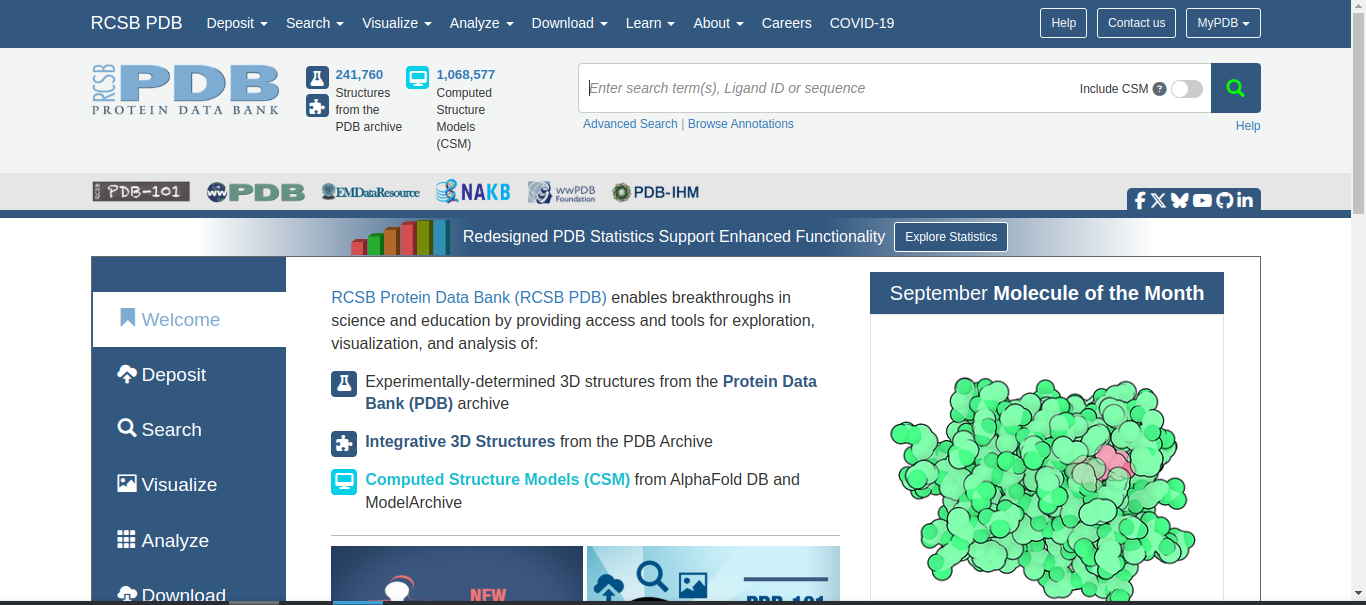 RCSB PDB Deposit Search Visualize Analyze Download Learn About Careers COVID-19 Help Contact us MyPDB
RCSB
PDB
PROTEIN DATA BANK
241,760
Structures
from the
PDB archive
1,068,577
Computed
Structure
Models
(CSM)
Enter search term(s), Ligand ID or sequence
Include CSM ?
Advanced Search | Browse Annotations
Help
RCSB PDB-101 wwPDB EMDataResource NAKB wwPDB Foundation PDB-IHM
Redesigned PDB Statistics Support Enhanced Functionality Explore Statistics
Welcome
Deposit
Search
Visualize
Analyze
Download
RCSB Protein Data Bank (RCSB PDB) enables breakthroughs in
science and education by providing access and tools for exploration,
visualization, and analysis of:
Experimentally-determined 3D structures from the Protein Data
Bank (PDB) archive
Integrative 3D Structures from the PDB Archive
Computed Structure Models (CSM) from AlphaFold DB and
ModelArchive
NEW
PDB-101
September Molecule of the Month